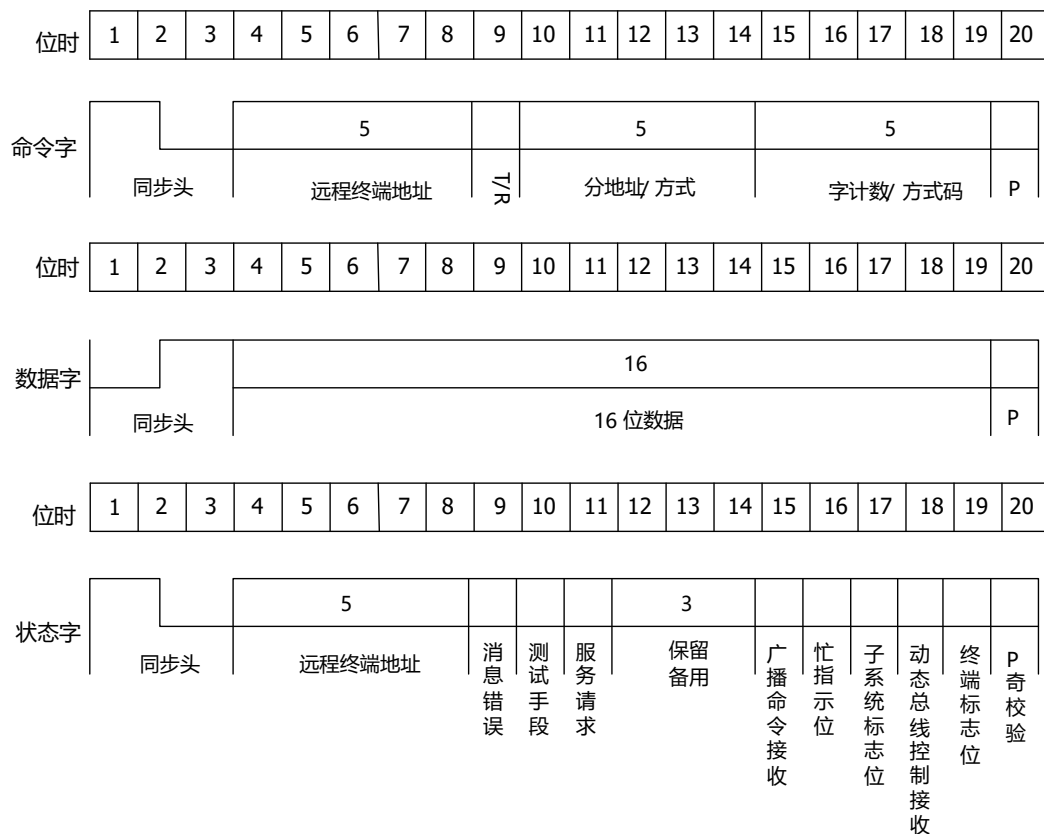 位时 1 2 3 4 5 6 7 8 9 10 11 12 13 14 15 16 17 18 19 20
命令字 5 5 5
同步头 远程终端地址 T/R 分地址/方式 字计数/方式码 P
位时 1 2 3 4 5 6 7 8 9 10 11 12 13 14 15 16 17 18 19 20
数据字 16
同步头 16位数据 P
位时 1 2 3 4 5 6 7 8 9 10 11 12 13 14 15 16 17 18 19 20
状态字 5 3
同步头
远程终端地址
消息错误
测试手段
服务请求
保留
备用
广播命令接收
忙指示位
子系统标志位
动态总线控制接收
终端标志位
P奇校验